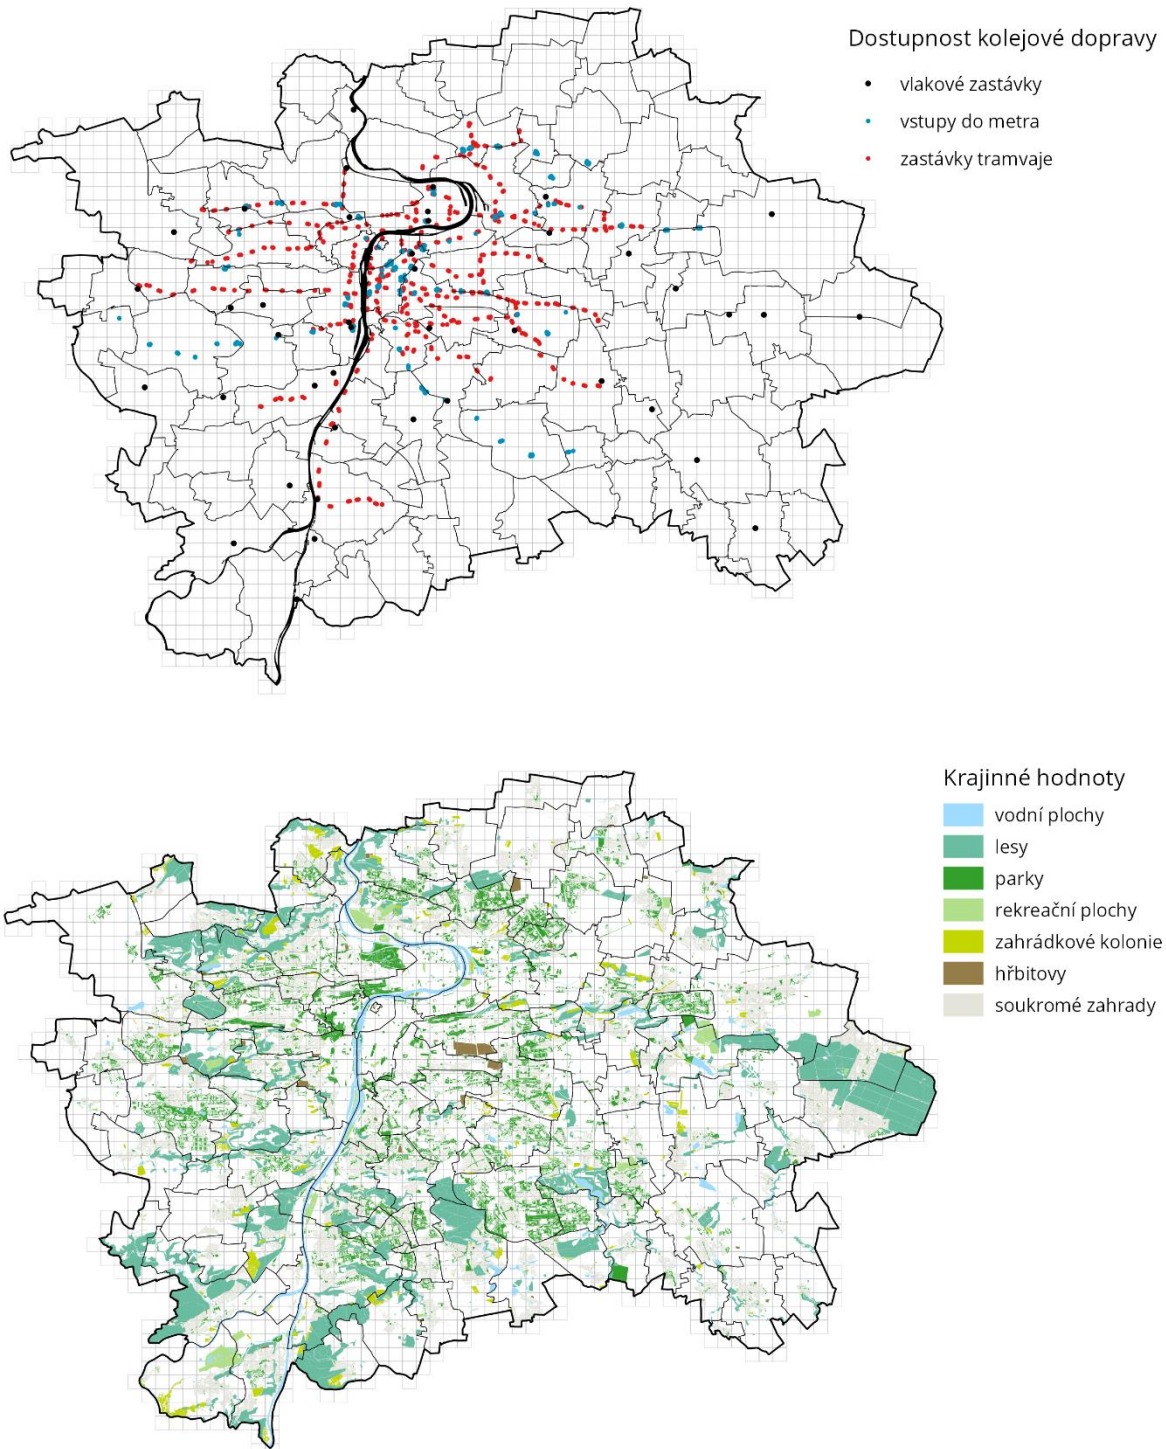 Dostupnost kolejové dopravy
vlakové zastávky
vstupy do metra
zastávky tramvaje
Krajinné hodnoty
vodní plochy
lesy
parky
rekreační plochy
zahrádkové kolonie
hřbitovy
soukromé zahrady